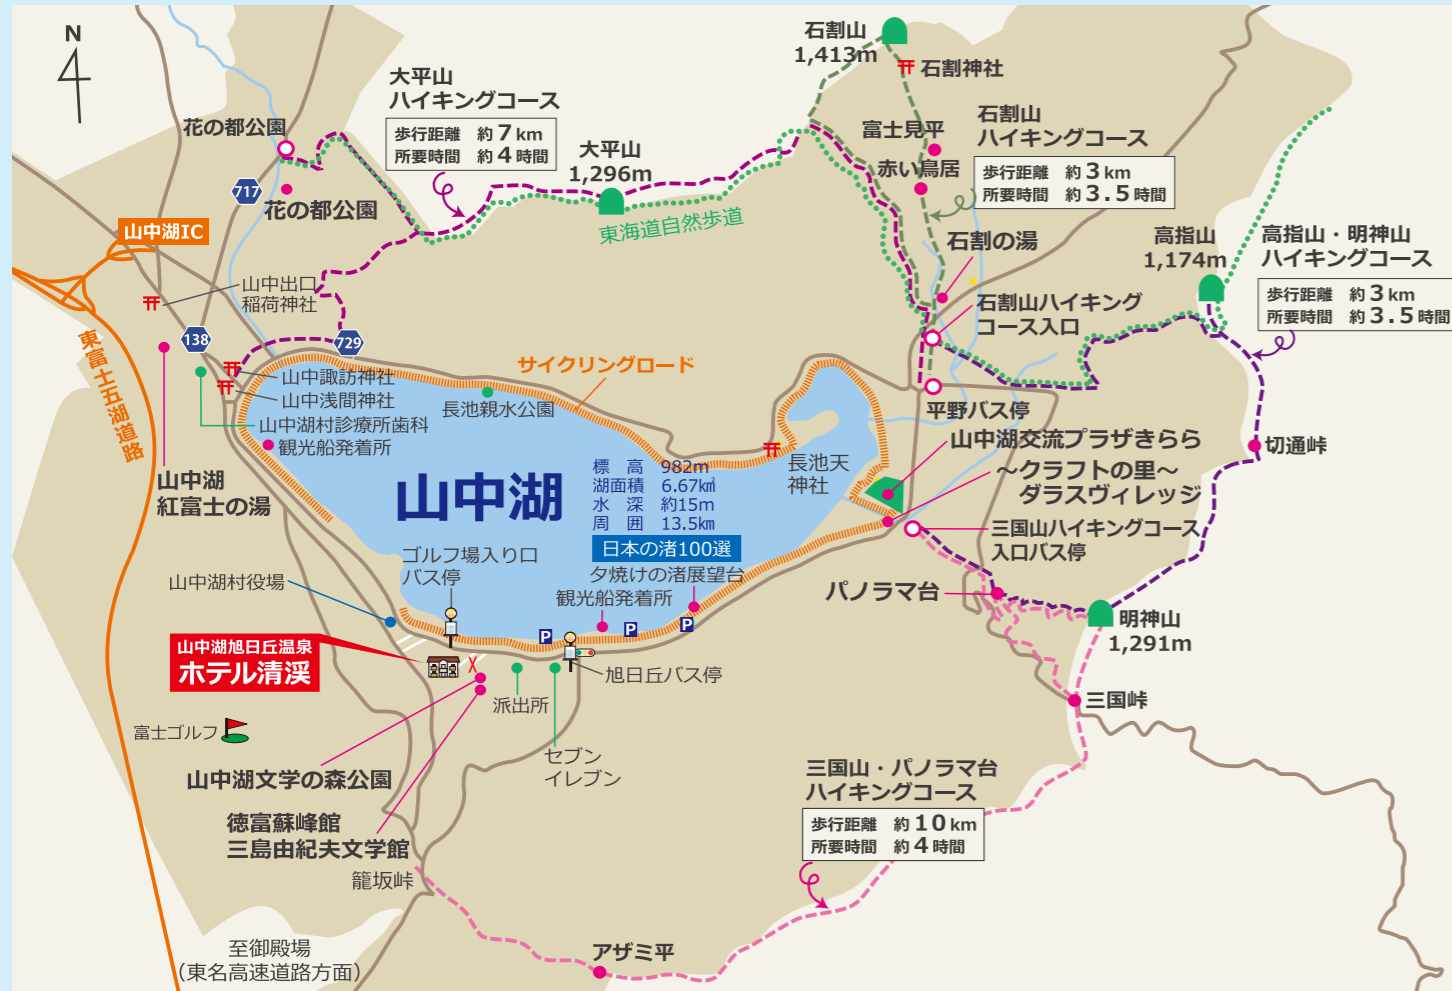 N
石割山
1,413m
石割神社
大平山
ハイキングコース
歩行距離 約7km
所要時間 約4時間
石割山
ハイキングコース
歩行距離 約3km
所要時間 約3.5時間
花の都公園
富士見平
大平山
1,296m
赤い鳥居
717
花の都公園
東海道自然歩道
石割の湯
高指山
1,174m
高指山・明神山
ハイキングコース
歩行距離 約3km
所要時間 約3.5時間
山中湖IC
山中出口
稲荷神社
石割山ハイキング
コース入口
138
729
東富士五湖道路
サイクリングロード
山中諏訪神社
山中浅間神社
長池親水公園
平野バス停
山中湖村診療所歯科
観光船発着所
山中湖交流プラザきらら
切通峠
山中湖
紅富士の湯
山中湖
標高 982m
湖面積 6.67k㎡
水深 約15m
周囲 13.5km
日本の渚100選
長池天
神社
～クラフトの里～
ダラスヴィレッジ
三国山ハイキングコース
入口バス停
ゴルフ場入り口
バス停
山中湖村役場
夕焼けの渚展望台
観光船発着所
パノラマ台
明神山
1,291m
P
P
P
山中湖旭日丘温泉
ホテル清渓
旭日丘バス停
派出所
三国峠
富士ゴルフ
セブン
イレブン
山中湖文学の森公園
三国山・パノラマ台
ハイキングコース
歩行距離 約10km
所要時間 約4時間
徳富蘇峰館
三島由紀夫文学館
籠坂峠
至御殿場
（東名高速道路方面）
アザミ平